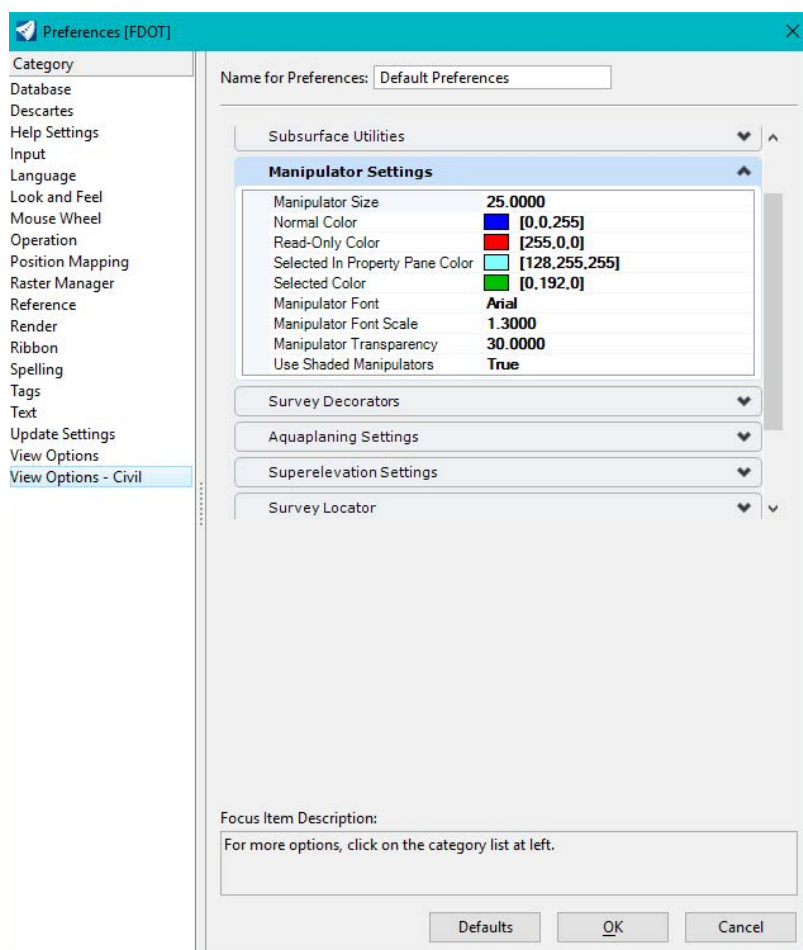 Preferences [FDOT]
Category
Database
Descartes
Help Settings
Input
Language
Look and Feel
Mouse Wheel
Operation
Position Mapping
Raster Manager
Reference
Render
Ribbon
Spelling
Tags
Text
Update Settings
View Options
View Options - Civil
Name for Preferences: Default Preferences
Subsurface Utilities
Manipulator Settings
Manipulator Size 25.0000
Normal Color [0,0,255]
Read-Only Color [255,0,0]
Selected In Property Pane Color [128,255,255]
Selected Color [0,192,0]
Manipulator Font Arial
Manipulator Font Scale 1.3000
Manipulator Transparency 30.0000
Use Shaded Manipulators True
Survey Decorators
Aquaplaning Settings
Superelevation Settings
Survey Locator
Focus Item Description:
For more options, click on the category list at left.
Defaults OK Cancel